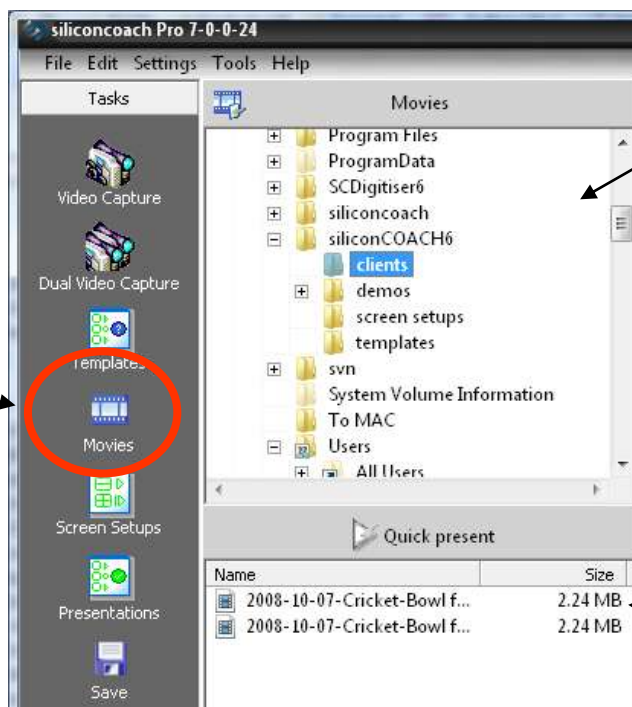 siliconcoach Pro 7-0-0-24
File Edit Settings Tools Help
Tasks
Video Capture
Dual Video Capture
Templates
Movies
Screen Setups
Presentations
Save
Movies
Program Files
ProgramData
SCDigitiser6
siliconcoach
siliconCOACH6
clients
demos
screen setups
templates
svn
System Volume Information
To MAC
Users
All Users
Quick present
Name Size
2008-10-07-Cricket-Bowl f... 2.24 MB
2008-10-07-Cricket-Bowl f... 2.24 MB